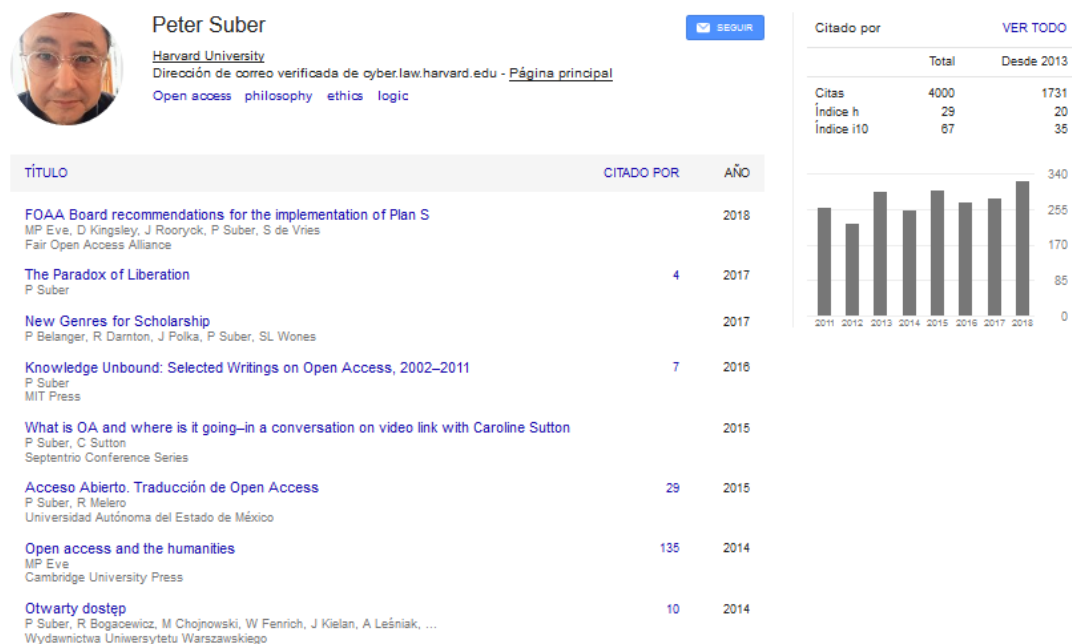 Peter Suber
SEGUIR
Harvard University
Dirección de correo verificada de cyber.law.harvard.edu - Página principal
Open access philosophy ethics logic
TÍTULO CITADO POR AÑO
FOAA Board recommendations for the implementation of Plan S 2018
MP Eve, D Kingsley, J Rooryck, P Suber, S de Vries
Fair Open Access Alliance
The Paradox of Liberation 4 2017
P Suber
New Genres for Scholarship 2017
P Belanger, R Darnton, J Polka, P Suber, SL Wones
Knowledge Unbound: Selected Writings on Open Access, 2002–2011 7 2016
P Suber
MIT Press
What is OA and where is it going–in a conversation on video link with Caroline Sutton 2015
P Suber, C Sutton
Septentrio Conference Series
Acceso Abierto. Traducción de Open Access 29 2015
P Suber, R Melero
Universidad Autónoma del Estado de México
Open access and the humanities 135 2014
MP Eve
Cambridge University Press
Otwarty dostęp 10 2014
P Suber, R Bogacewicz, M Chojnowski, W Fenrich, J Kielan, A Leśniak, ...
Wydawnictwa Uniwersytetu Warszawskiego
Citado por VER TODO
Total Desde 2013
Citas 4000 1731
Índice h 29 20
Índice i10 67 35
340
255
170
85
0
2011 2012 2013 2014 2015 2016 2017 2018